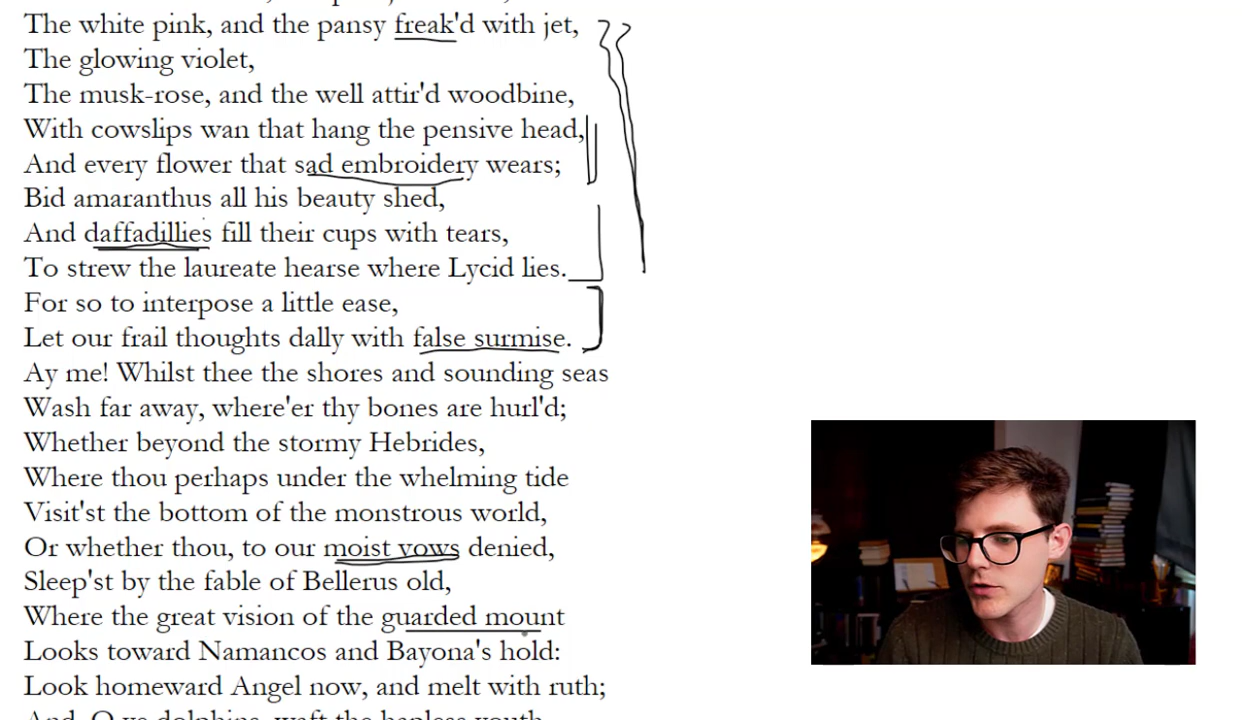 The white pink, and the pansy freak'd with jet,
The glowing violet,
The musk-rose, and the well attir'd woodbine,
With cowslips wan that hang the pensive head,
And every flower that sad embroidery wears;
Bid amaranthus all his beauty shed,
And daffadillies fill their cups with tears,
To strew the laureate hearse where Lycid lies.
For so to interpose a little ease,
Let our frail thoughts dally with false surmise.
Ay me! Whilst thee the shores and sounding seas
Wash far away, where'er thy bones are hurl'd;
Whether beyond the stormy Hebrides,
Where thou perhaps under the whelming tide
Visit'st the bottom of the monstrous world,
Or whether thou, to our moist vows denied,
Sleep'st by the fable of Bellerus old,
Where the great vision of the guarded mount
Looks toward Namancos and Bayona's hold:
Look homeward Angel now, and melt with ruth;
And, O ye dolphins, waft the hapless youth